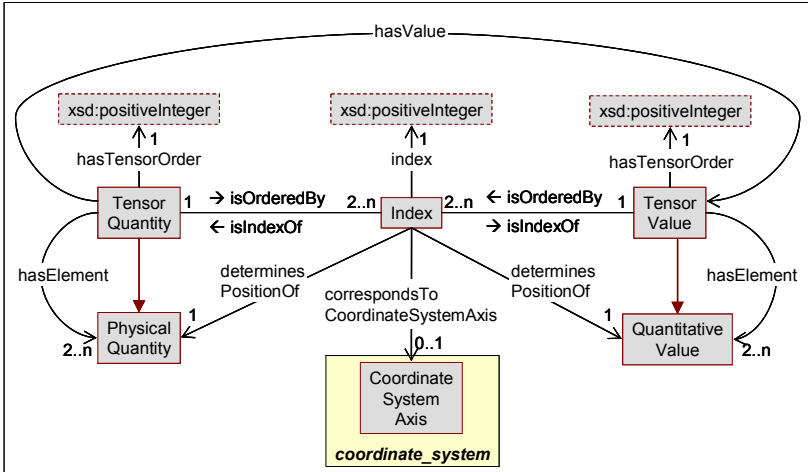 hasValue
xsd:positiveInteger
xsd:positiveInteger
xsd:positiveInteger
1
1
1
hasTensorOrder
index
hasTensorOrder
Tensor
Quantity
1
→ isOrderedBy
2..n
Index
2..n
← isOrderedBy
1
Tensor
Value
← isIndexOf
→ isIndexOf
hasElement
determines
PositionOf
correspondsTo
CoordinateSystemAxis
determines
PositionOf
hasElement
Physical
Quantity
1
2..n
0..1
1
Quantitative
Value
2..n
Coordinate
System
Axis
coordinate_system